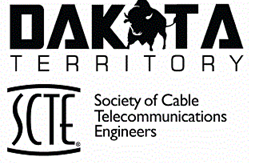 DAKOTA
TERRITORY
SCTE®
Society of Cable
Telecommunications
Engineers